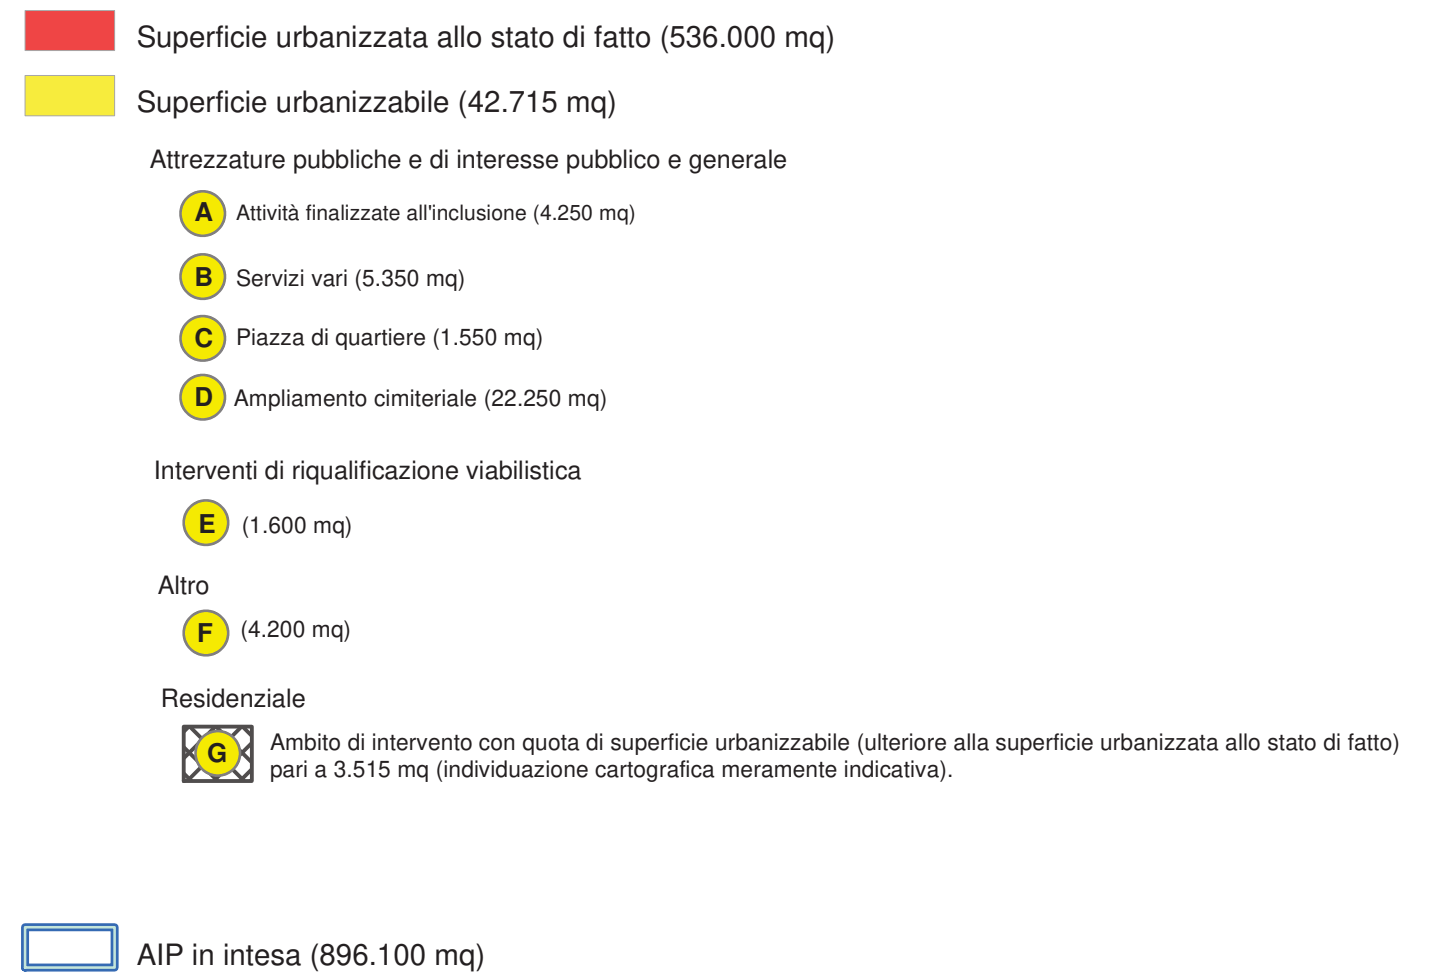 Superficie urbanizzata allo stato di fatto (536.000 mq)
Superficie urbanizzabile (42.715 mq)
Attrezzature pubbliche e di interesse pubblico e generale
A Attività finalizzate all'inclusione (4.250 mq)
B Servizi vari (5.350 mq)
C Piazza di quartiere (1.550 mq)
D Ampliamento cimiteriale (22.250 mq)
Interventi di riqualificazione viabilistica
E (1.600 mq)
Altro
F (4.200 mq)
Residenziale
G Ambito di intervento con quota di superficie urbanizzabile (ulteriore alla superficie urbanizzata allo stato di fatto)
pari a 3.515 mq (individuazione cartografica meramente indicativa).
AIP in intesa (896.100 mq)